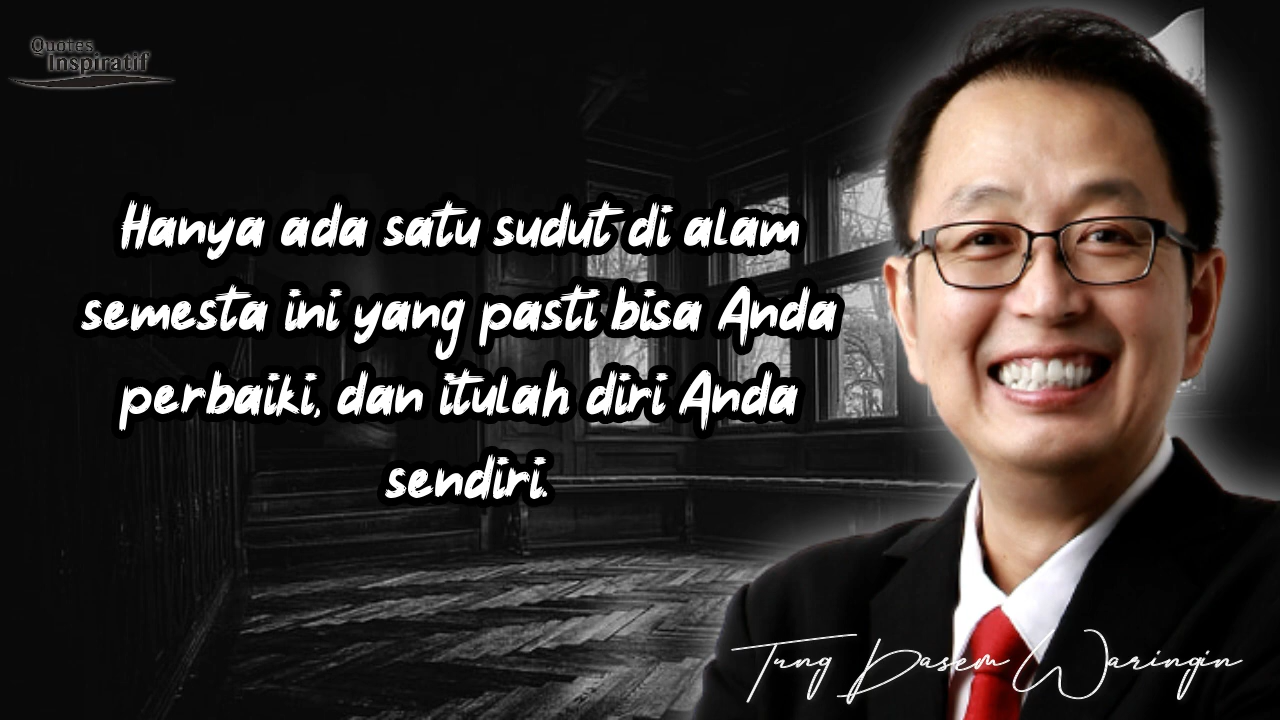 Quotes
Inspiratif
Hanya ada satu sudut di alam
semesta ini yang pasti bisa Anda
perbaiki, dan itulah diri Anda
sendiri.
Tung Dasem Waringin